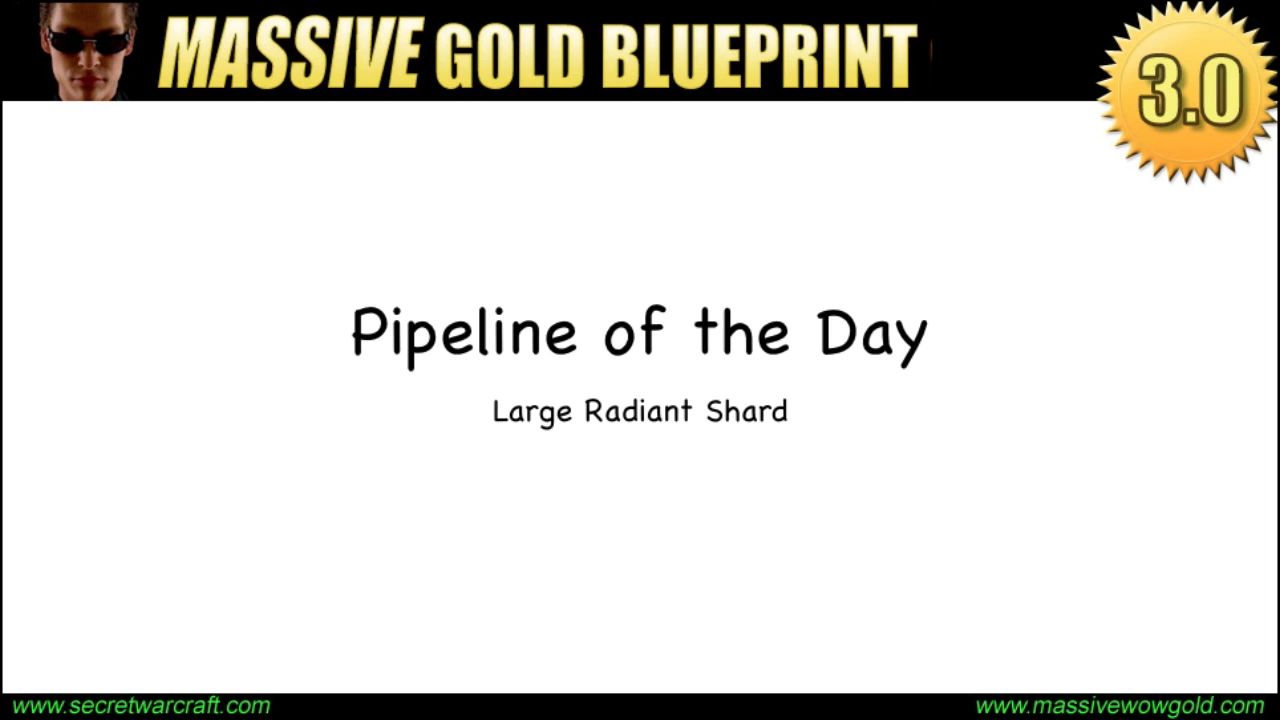 MASSIVE GOLD BLUEPRINT
3.0
Pipeline of the Day
Large Radiant Shard
www.secretwarcraft.com
www.massivewowgold.com